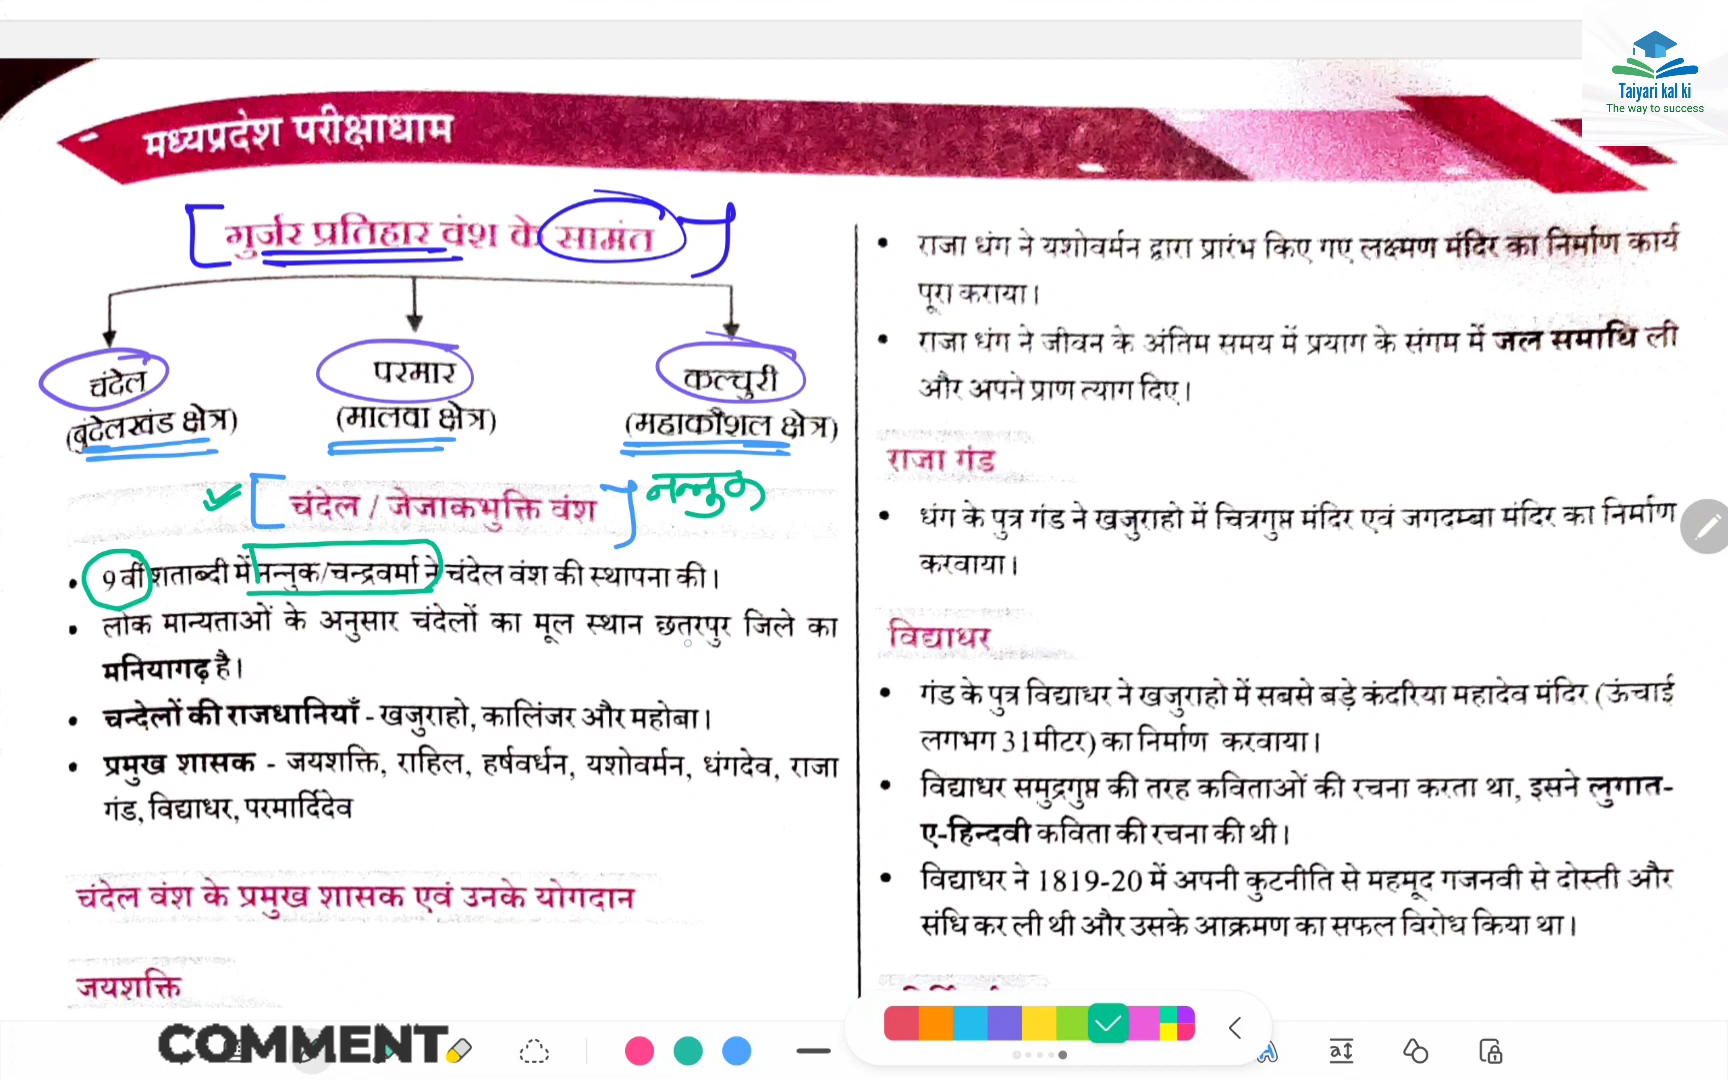 Taiyari kal ki
The way to success
मध्यप्रदेश परीक्षाधाम
गुर्जर प्रतिहार वंश के सामंत
चंदेल
(बुंदेलखंड क्षेत्र)
परमार
(मालवा क्षेत्र)
कल्चुरी
(महाकौशल क्षेत्र)
चंदेल / जेजाकभुक्ति वंश
नन्नुक
• 9वीं शताब्दी में नन्नुक/चन्द्रवर्मा ने चंदेल वंश की स्थापना की।
• लोक मान्यताओं के अनुसार चंदेलों का मूल स्थान छतरपुर जिले का
मनियागढ़ है।
• चन्देलों की राजधानियाँ - खजुराहो, कालिंजर और महोबा।
• प्रमुख शासक - जयशक्ति, राहिल, हर्षवर्धन, यशोवर्मन, धंगदेव, राजा
गंड, विद्याधर, परमार्दिदेव
चंदेल वंश के प्रमुख शासक एवं उनके योगदान
जयशक्ति
• राजा धंग ने यशोवर्मन द्वारा प्रारंभ किए गए लक्ष्मण मंदिर का निर्माण कार्य
पूरा कराया।
• राजा धंग ने जीवन के अंतिम समय में प्रयाग के संगम में जल समाधि ली
और अपने प्राण त्याग दिए।
राजा गंड
• धंग के पुत्र गंड ने खजुराहो में चित्रगुप्त मंदिर एवं जगदम्बा मंदिर का निर्माण
करवाया।
विद्याधर
• गंड के पुत्र विद्याधर ने खजुराहो में सबसे बड़े कंदरिया महादेव मंदिर (ऊंचाई
लगभग 31मीटर) का निर्माण करवाया।
• विद्याधर समुद्रगुप्त की तरह कविताओं की रचना करता था, इसने लुगात-
ए-हिन्दवी कविता की रचना की थी।
• विद्याधर ने 1819-20 में अपनी कुटनीति से महमूद गजनवी से दोस्ती और
संधि कर ली थी और उसके आक्रमण का सफल विरोध किया था।
COMMENT